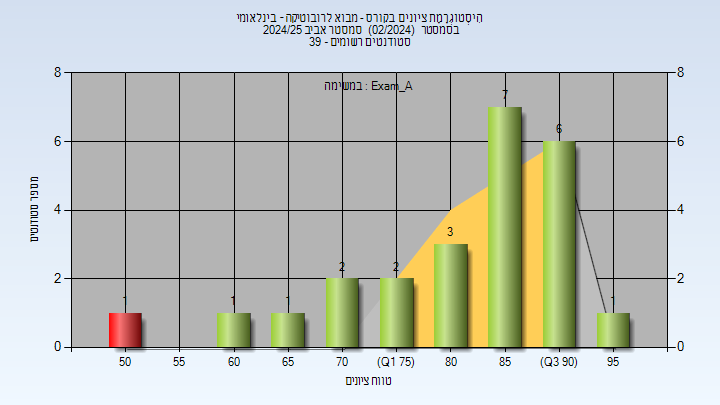 היסטוגרמת ציונים בקורס - מבוא לרובוטיקה - בינלאומי
בסמסטר (02/2024) סמסטר אביב 2024/25
סטודנטים רשומים - 39
במשימה : Exam_A
מספר סטודנטים
8 8
6 6
4 4
2 2
0 0
1 1 1 2 2 3 7 6 1
50 55 60 65 70 (Q1 75) 80 85 (Q3 90) 95
טווח ציונים